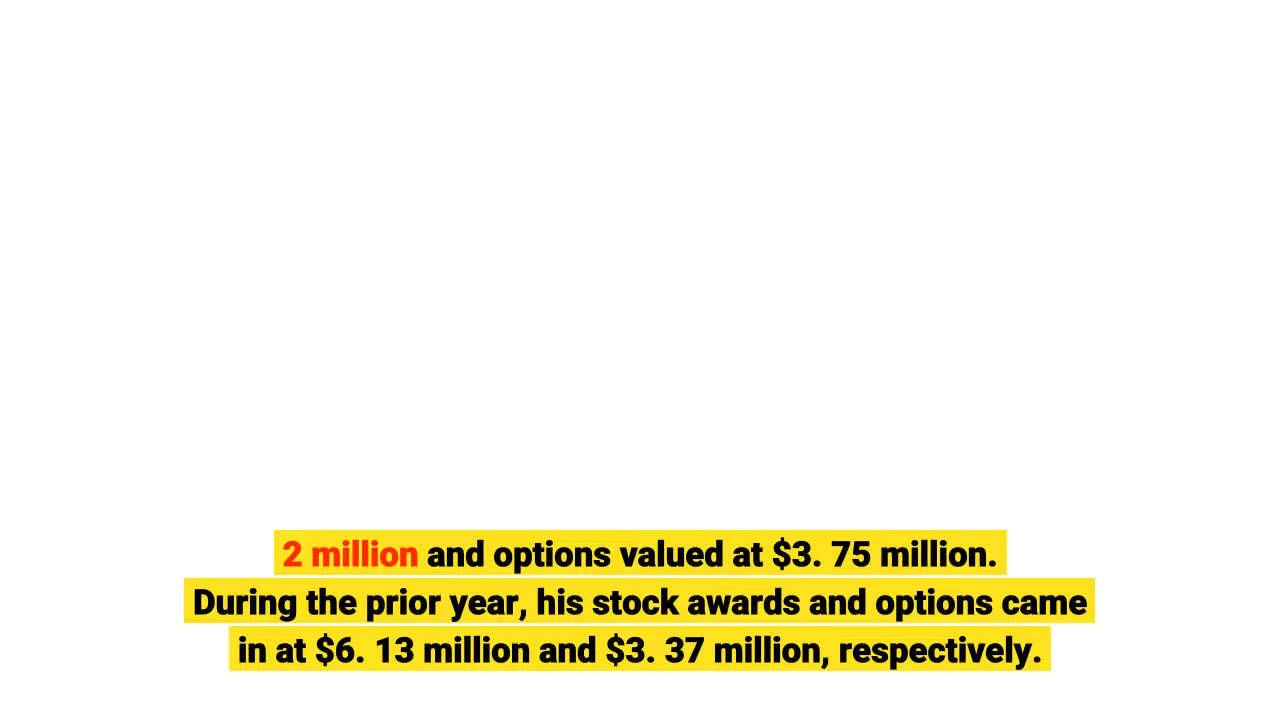 2 million and options valued at $3. 75 million.
During the prior year, his stock awards and options came
in at $6. 13 million and $3. 37 million, respectively.